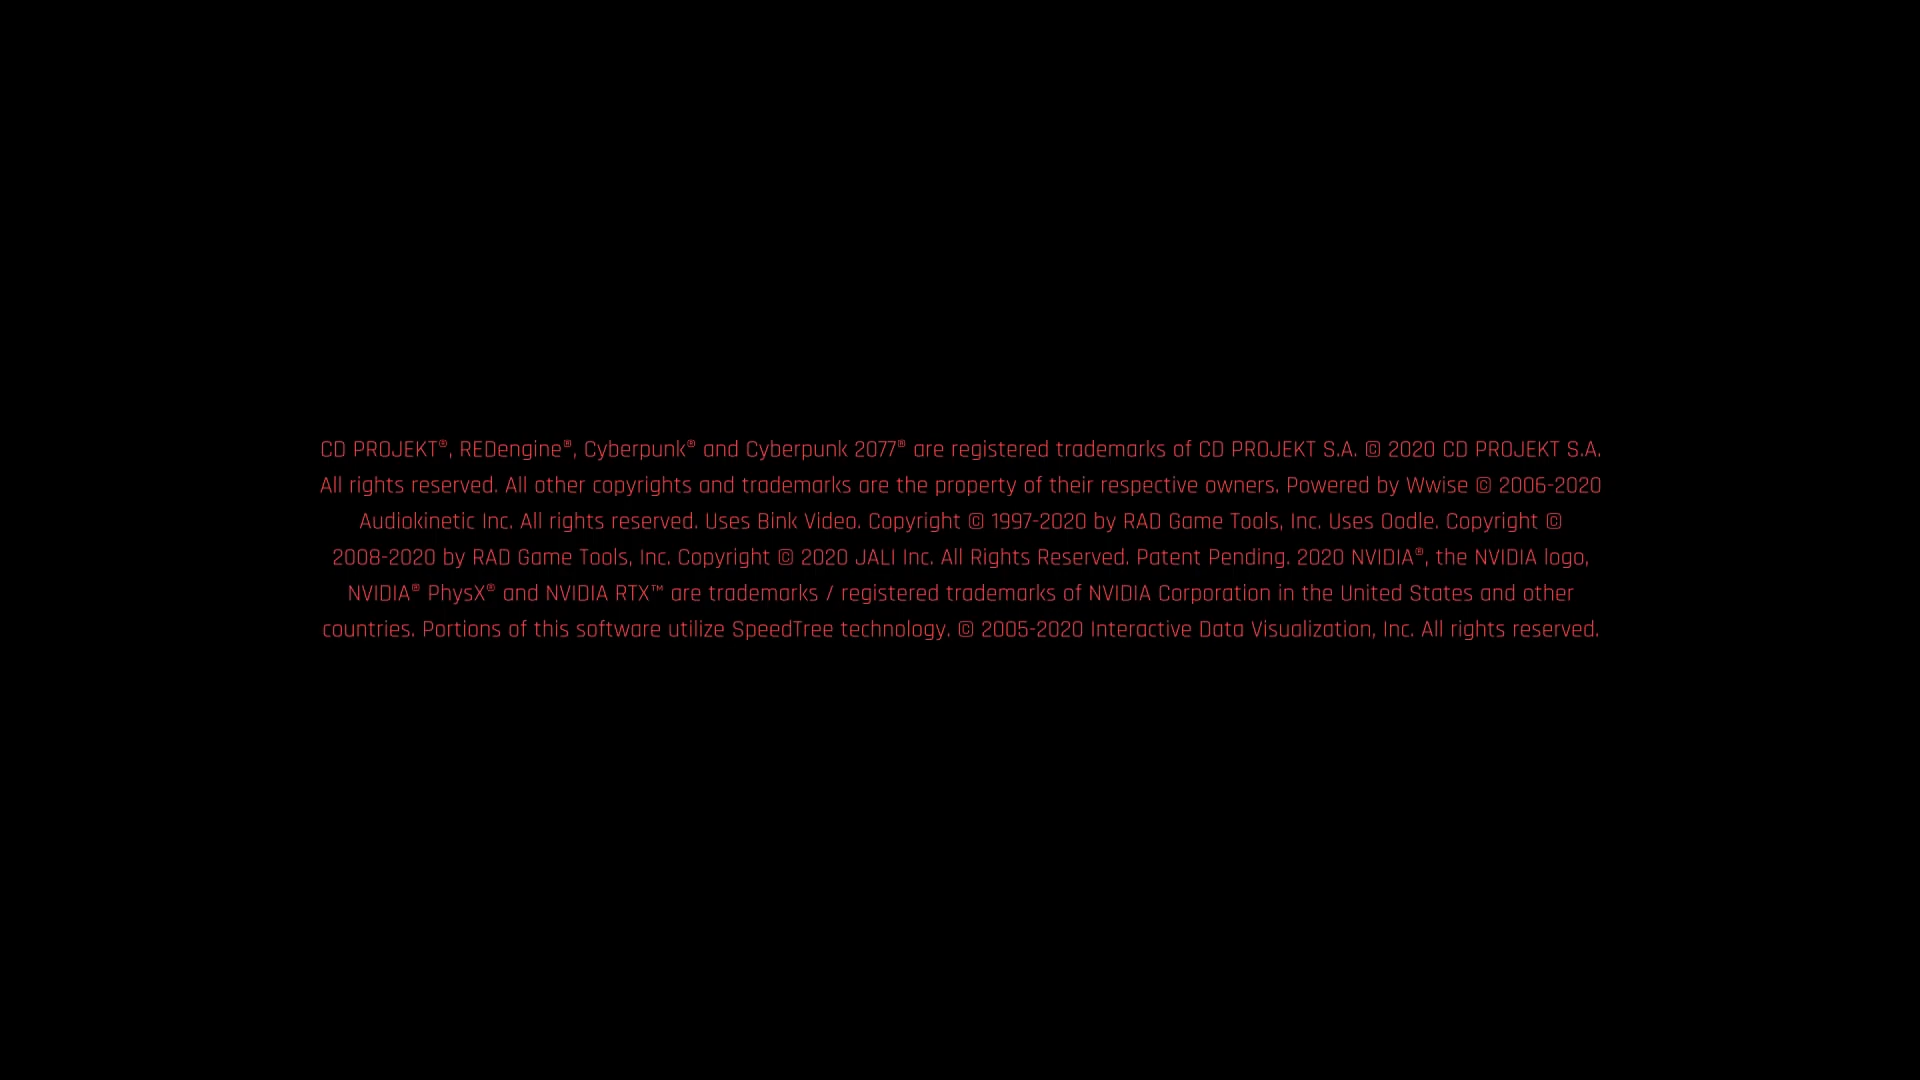 CD PROJEKT®, REDengine®, Cyberpunk® and Cyberpunk 2077® are registered trademarks of CD PROJEKT S.A. © 2020 CD PROJEKT S.A.
All rights reserved. All other copyrights and trademarks are the property of their respective owners. Powered by Wwise © 2006-2020
Audiokinetic Inc. All rights reserved. Uses Bink Video. Copyright © 1997-2020 by RAD Game Tools, Inc. Uses Oodle. Copyright ©
2008-2020 by RAD Game Tools, Inc. Copyright © 2020 JALI Inc. All Rights Reserved. Patent Pending. 2020 NVIDIA®, the NVIDIA logo,
NVIDIA® PhysX® and NVIDIA RTX™ are trademarks / registered trademarks of NVIDIA Corporation in the United States and other
countries. Portions of this software utilize SpeedTree technology. © 2005-2020 Interactive Data Visualization, Inc. All rights reserved.